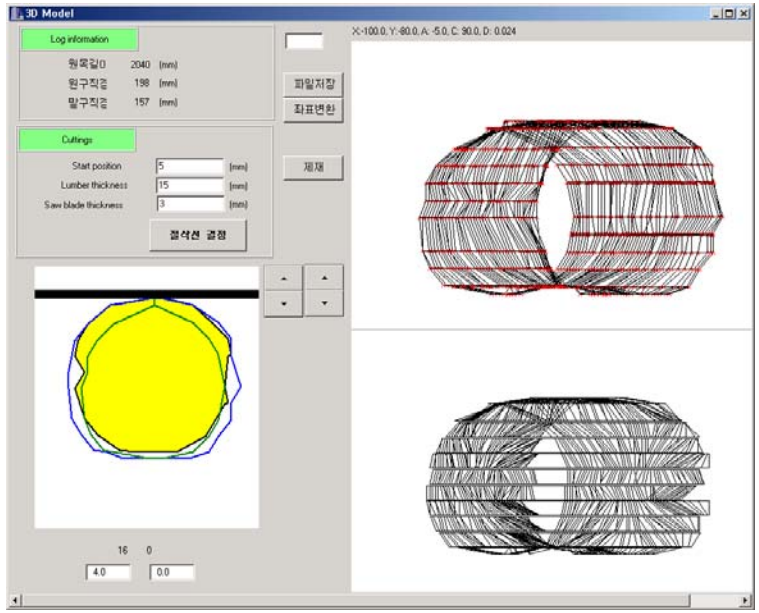 3D Model
Log information
원목길이 2040 (mm)
원구직경 198 (mm)
말구직경 157 (mm)
파일저장
좌표변환
Cuttings
Start position 5 (mm)
Lumber thickness 15 (mm)
Saw blade thickness 3 (mm)
절삭선 결정
제재
X:-100.0, Y:-80.0, A: -5.0, C: 90.0, D: 0.024
16 0
4.0 0.0